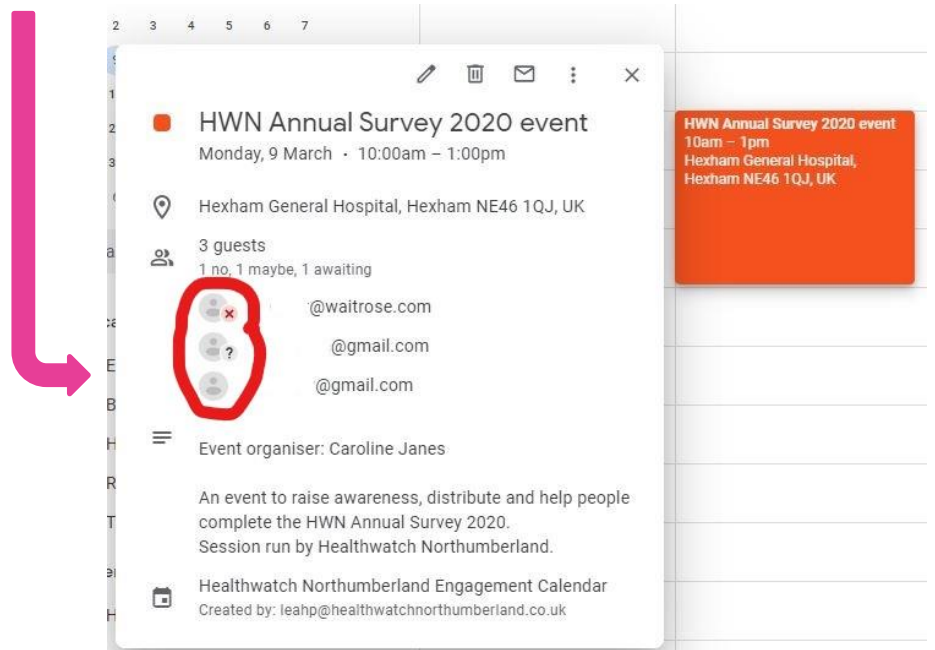 2 3 4 5 6 7
HWN Annual Survey 2020 event
Monday, 9 March · 10:00am – 1:00pm
Hexham General Hospital, Hexham NE46 1QJ, UK
3 guests
1 no, 1 maybe, 1 awaiting
@waitrose.com
? @gmail.com
@gmail.com
Event organiser: Caroline Janes
An event to raise awareness, distribute and help people
complete the HWN Annual Survey 2020.
Session run by Healthwatch Northumberland.
Healthwatch Northumberland Engagement Calendar
Created by: leahp@healthwatchnorthumberland.co.uk
HWN Annual Survey 2020 event
10am – 1pm
Hexham General Hospital,
Hexham NE46 1QJ, UK